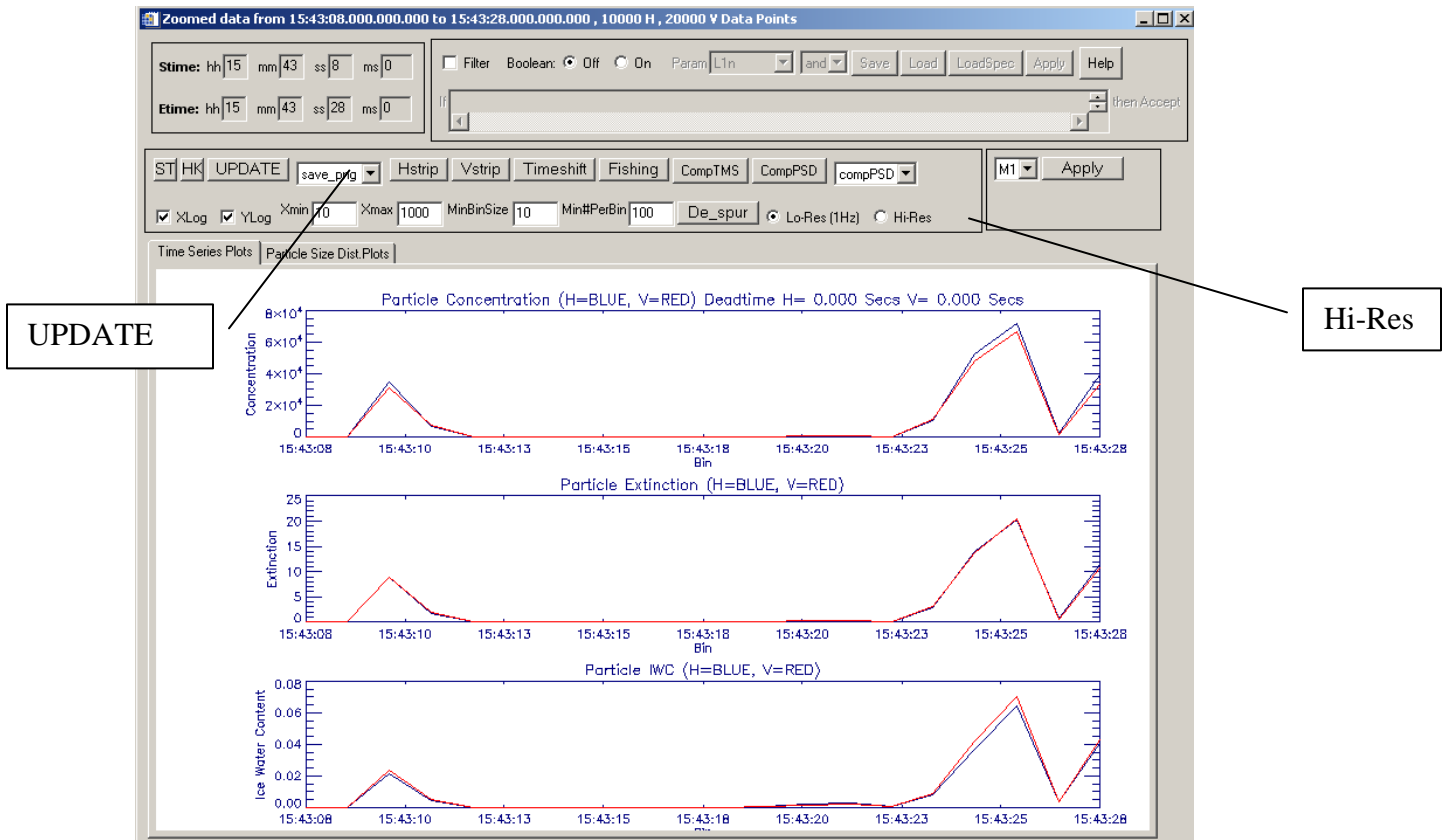 Zoomed data from 15:43:08.000.000.000 to 15:43:28.000.000.000 , 10000 H , 20000 V Data Points
Stime: hh 15 mm 43 ss 8 ms 0
Etime: hh 15 mm 43 ss 28 ms 0
Filter Boolean: Off On Param L1n and Save Load LoadSpec Apply Help
If then Accept
ST HK UPDATE save_png Hstrip Vstrip Timeshift Fishing CompTMS CompPSD compPSD M1 Apply
XLog YLog Xmin 10 Xmax 1000 MinBinSize 10 Min#PerBin 100 De_spur Lo-Res (1Hz) Hi-Res
Time Series Plots Particle Size Dist.Plots
UPDATE
Hi-Res
Particle Concentration (H=BLUE, V=RED) Deadtime H= 0.000 Secs V= 0.000 Secs
Concentration
8×10⁴
6×10⁴
4×10⁴
2×10⁴
0
15:43:08 15:43:10 15:43:13 15:43:15 15:43:18 15:43:20 15:43:23 15:43:25 15:43:28
Bin
Particle Extinction (H=BLUE, V=RED)
Extinction
25
20
15
10
5
0
15:43:08 15:43:10 15:43:13 15:43:15 15:43:18 15:43:20 15:43:23 15:43:25 15:43:28
Bin
Particle IWC (H=BLUE, V=RED)
Ice Water Content
0.08
0.06
0.04
0.02
0.00
15:43:08 15:43:10 15:43:13 15:43:15 15:43:18 15:43:20 15:43:23 15:43:25 15:43:28